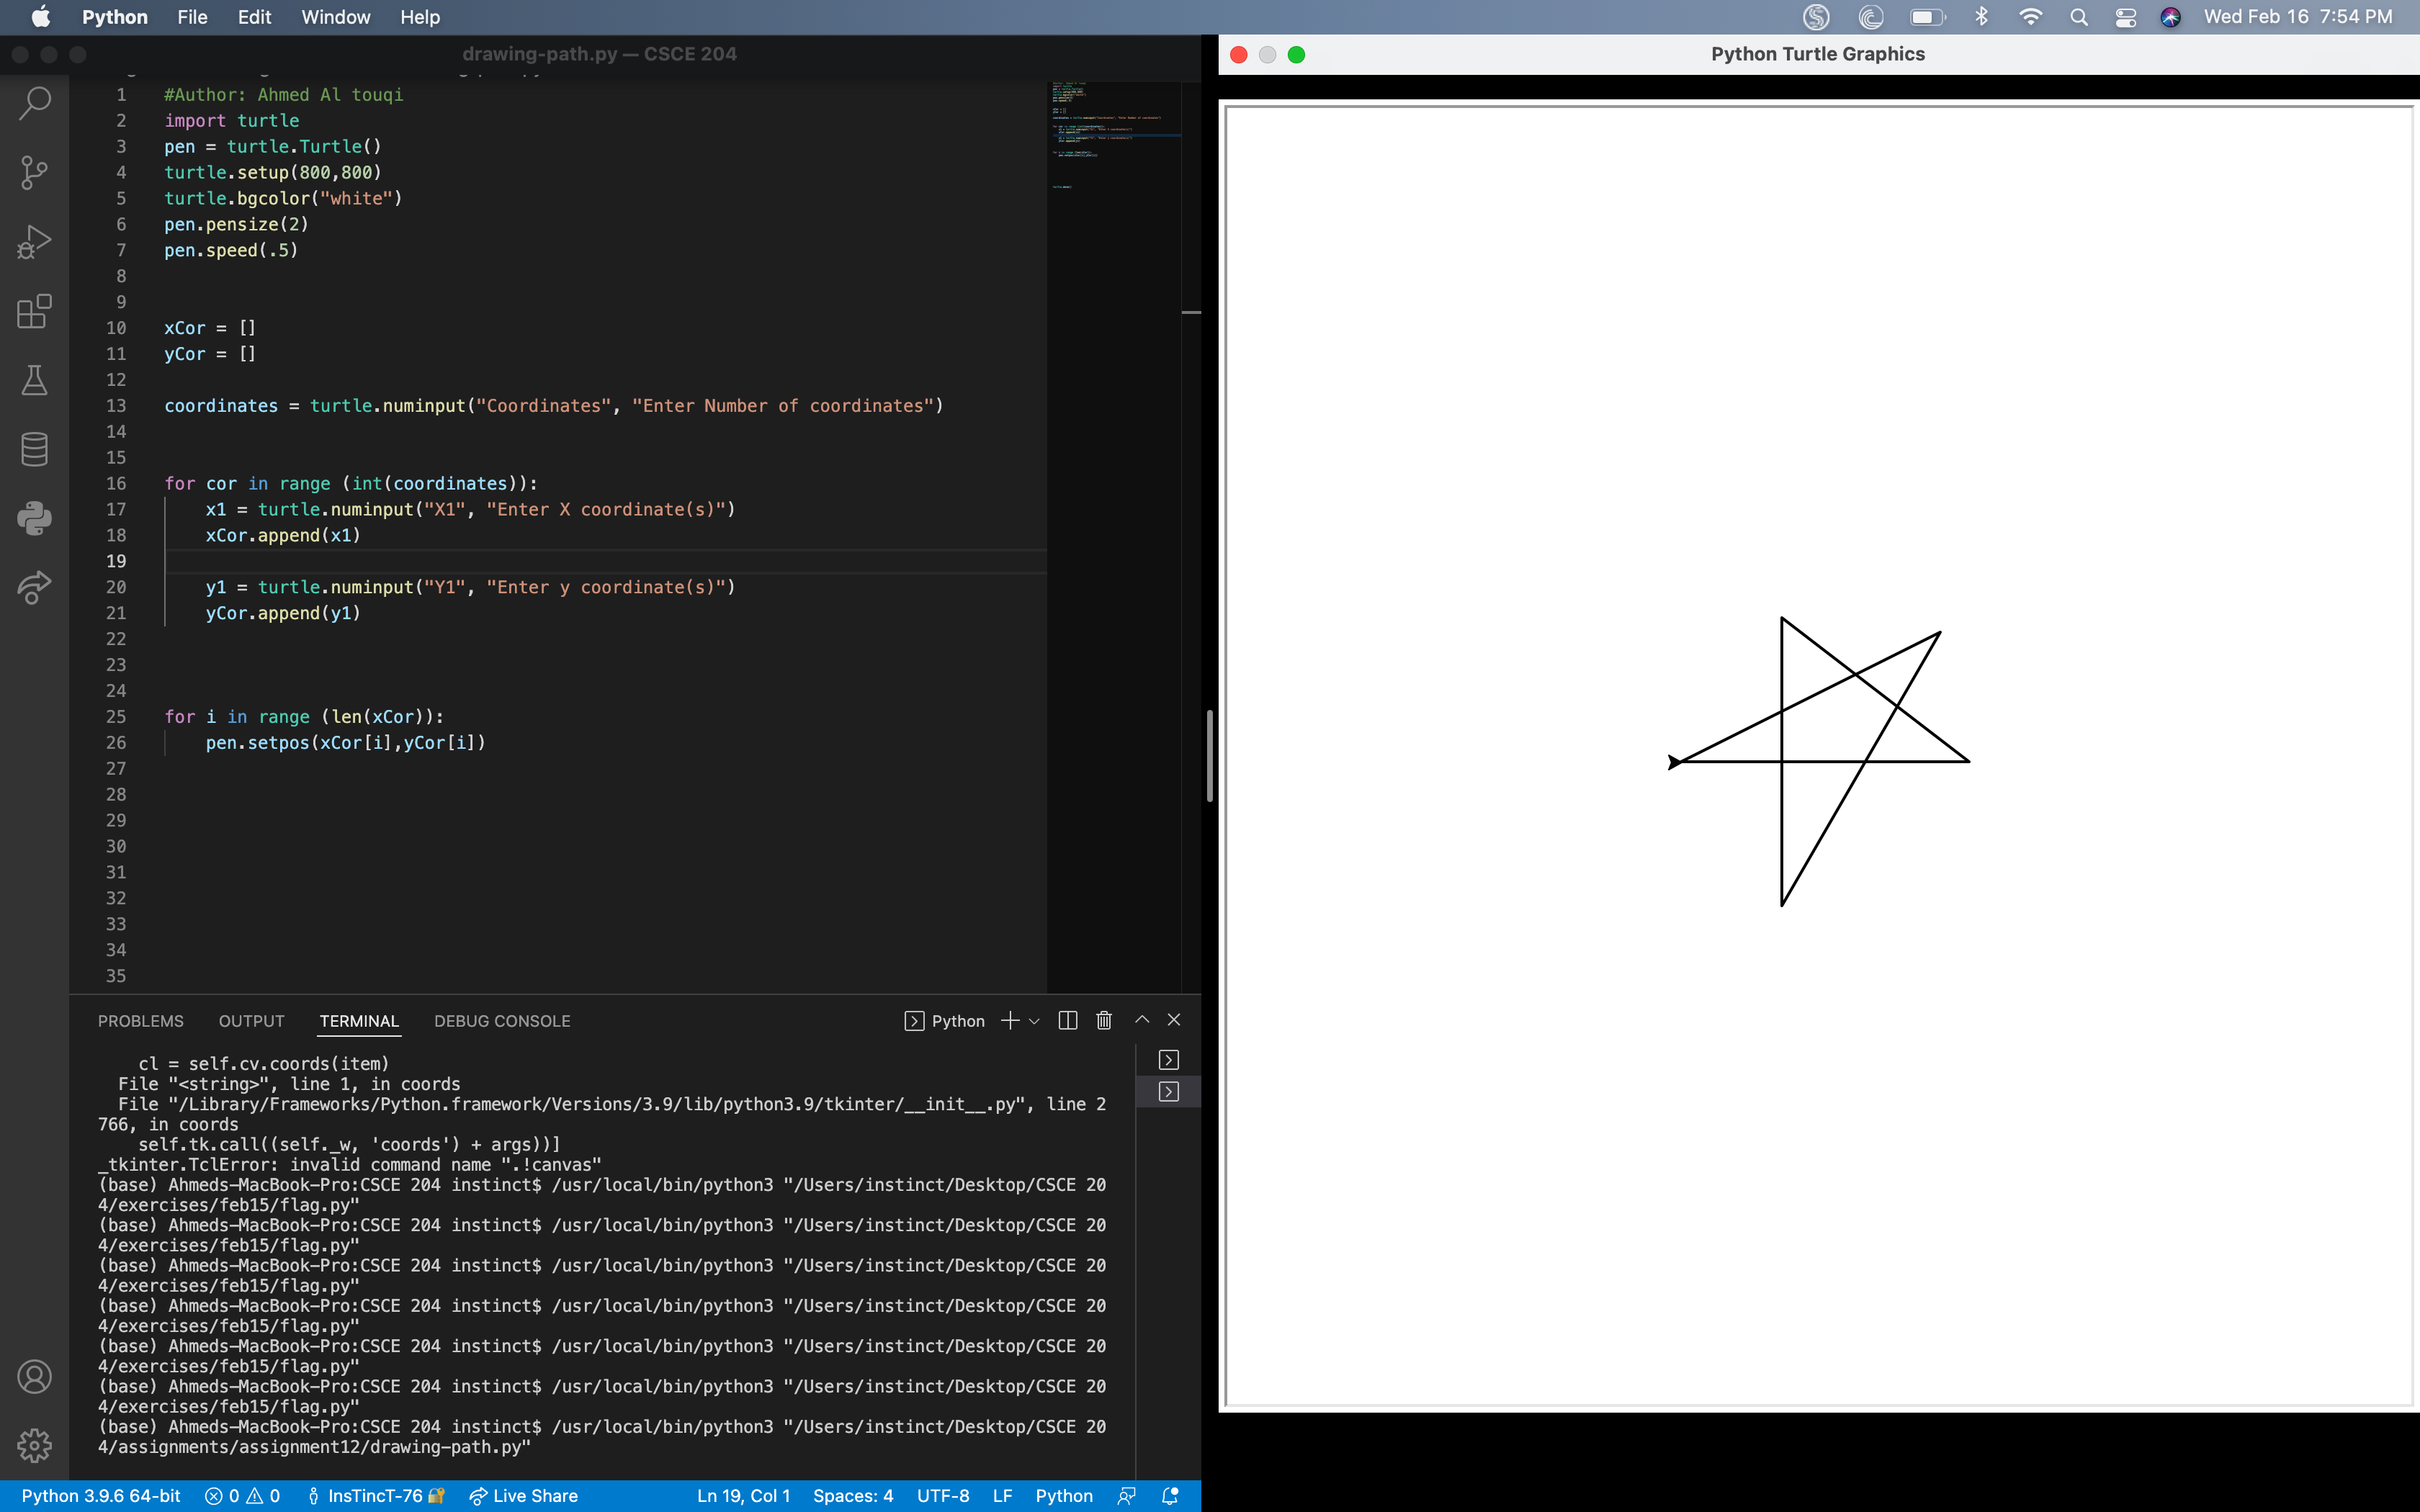 Python File Edit Window Help
Wed Feb 16 7:54 PM
drawing-path.py — CSCE 204
1 #Author: Ahmed Al touqi
2 import turtle
3 pen = turtle.Turtle()
4 turtle.setup(800,800)
5 turtle.bgcolor("white")
6 pen.pensize(2)
7 pen.speed(.5)
8
9
10 xCor = []
11 yCor = []
12
13 coordinates = turtle.numinput("Coordinates", "Enter Number of coordinates")
14
15
16 for cor in range (int(coordinates)):
17     x1 = turtle.numinput("X1", "Enter X coordinate(s)")
18     xCor.append(x1)
19
20     y1 = turtle.numinput("Y1", "Enter y coordinate(s)")
21     yCor.append(y1)
22
23
24
25 for i in range (len(xCor)):
26     pen.setpos(xCor[i],yCor[i])
27
28
29
30
31
32
33
34
35
PROBLEMS OUTPUT TERMINAL DEBUG CONSOLE
Python
    cl = self.cv.coords(item)
  File "<string>", line 1, in coords
  File "/Library/Frameworks/Python.framework/Versions/3.9/lib/python3.9/tkinter/__init__.py", line 2
766, in coords
    self.tk.call((self._w, 'coords') + args))]
_tkinter.TclError: invalid command name ".!canvas"
(base) Ahmeds-MacBook-Pro:CSCE 204 instinct$ /usr/local/bin/python3 "/Users/instinct/Desktop/CSCE 20
4/exercises/feb15/flag.py"
(base) Ahmeds-MacBook-Pro:CSCE 204 instinct$ /usr/local/bin/python3 "/Users/instinct/Desktop/CSCE 20
4/exercises/feb15/flag.py"
(base) Ahmeds-MacBook-Pro:CSCE 204 instinct$ /usr/local/bin/python3 "/Users/instinct/Desktop/CSCE 20
4/exercises/feb15/flag.py"
(base) Ahmeds-MacBook-Pro:CSCE 204 instinct$ /usr/local/bin/python3 "/Users/instinct/Desktop/CSCE 20
4/exercises/feb15/flag.py"
(base) Ahmeds-MacBook-Pro:CSCE 204 instinct$ /usr/local/bin/python3 "/Users/instinct/Desktop/CSCE 20
4/exercises/feb15/flag.py"
(base) Ahmeds-MacBook-Pro:CSCE 204 instinct$ /usr/local/bin/python3 "/Users/instinct/Desktop/CSCE 20
4/exercises/feb15/flag.py"
(base) Ahmeds-MacBook-Pro:CSCE 204 instinct$ /usr/local/bin/python3 "/Users/instinct/Desktop/CSCE 20
4/assignments/assignment12/drawing-path.py"
Python 3.9.6 64-bit 0 0 InsTincT-76 Live Share Ln 19, Col 1 Spaces: 4 UTF-8 LF Python
Python Turtle Graphics